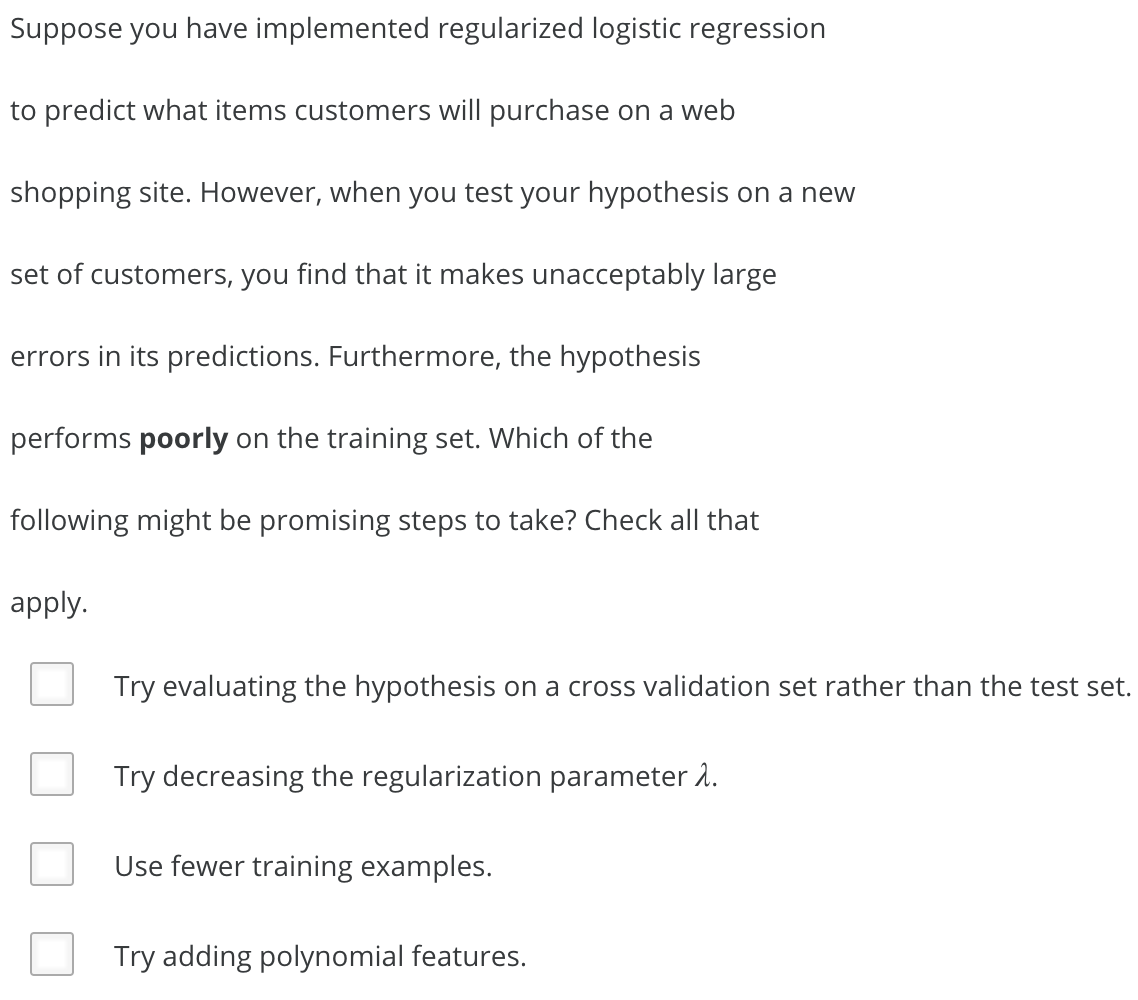 Suppose you have implemented regularized logistic regression
to predict what items customers will purchase on a web
shopping site. However, when you test your hypothesis on a new
set of customers, you find that it makes unacceptably large
errors in its predictions. Furthermore, the hypothesis
performs poorly on the training set. Which of the
following might be promising steps to take? Check all that
apply.
Try evaluating the hypothesis on a cross validation set rather than the test set.
Try decreasing the regularization parameter λ.
Use fewer training examples.
Try adding polynomial features.